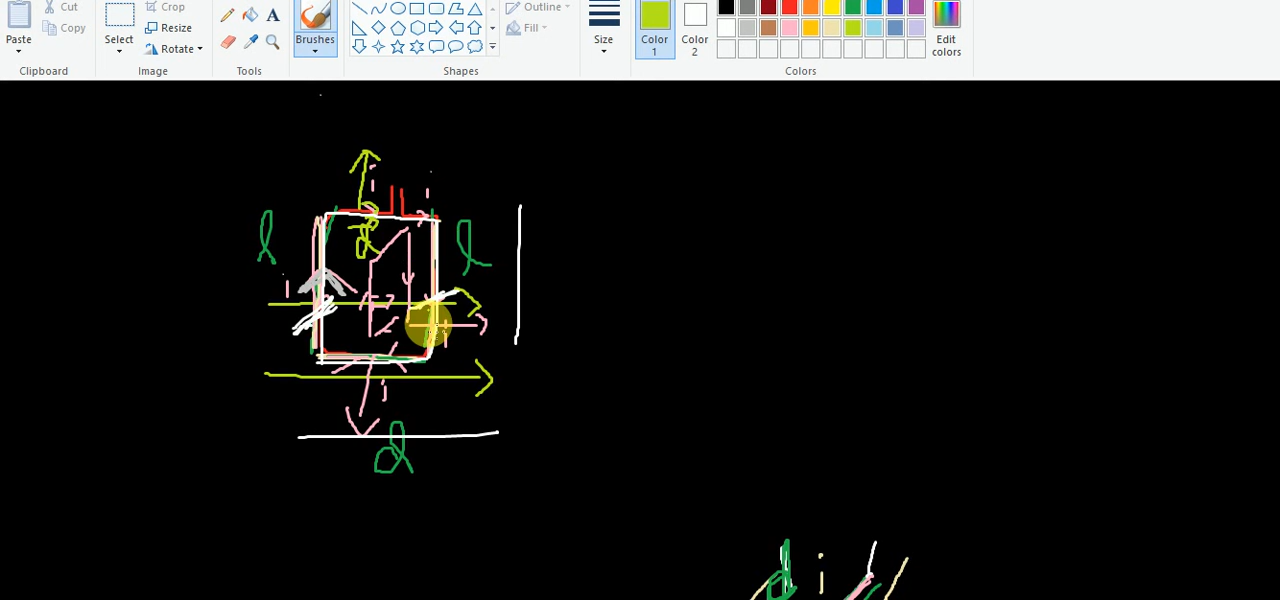 Cut
Crop
Outline
Copy
Resize
Fill
Paste
Select
Rotate
Brushes
Size
Color
1
Color
2
Edit
colors
Clipboard
Image
Tools
Shapes
Colors
i
i
l
l
i
i
d
d i